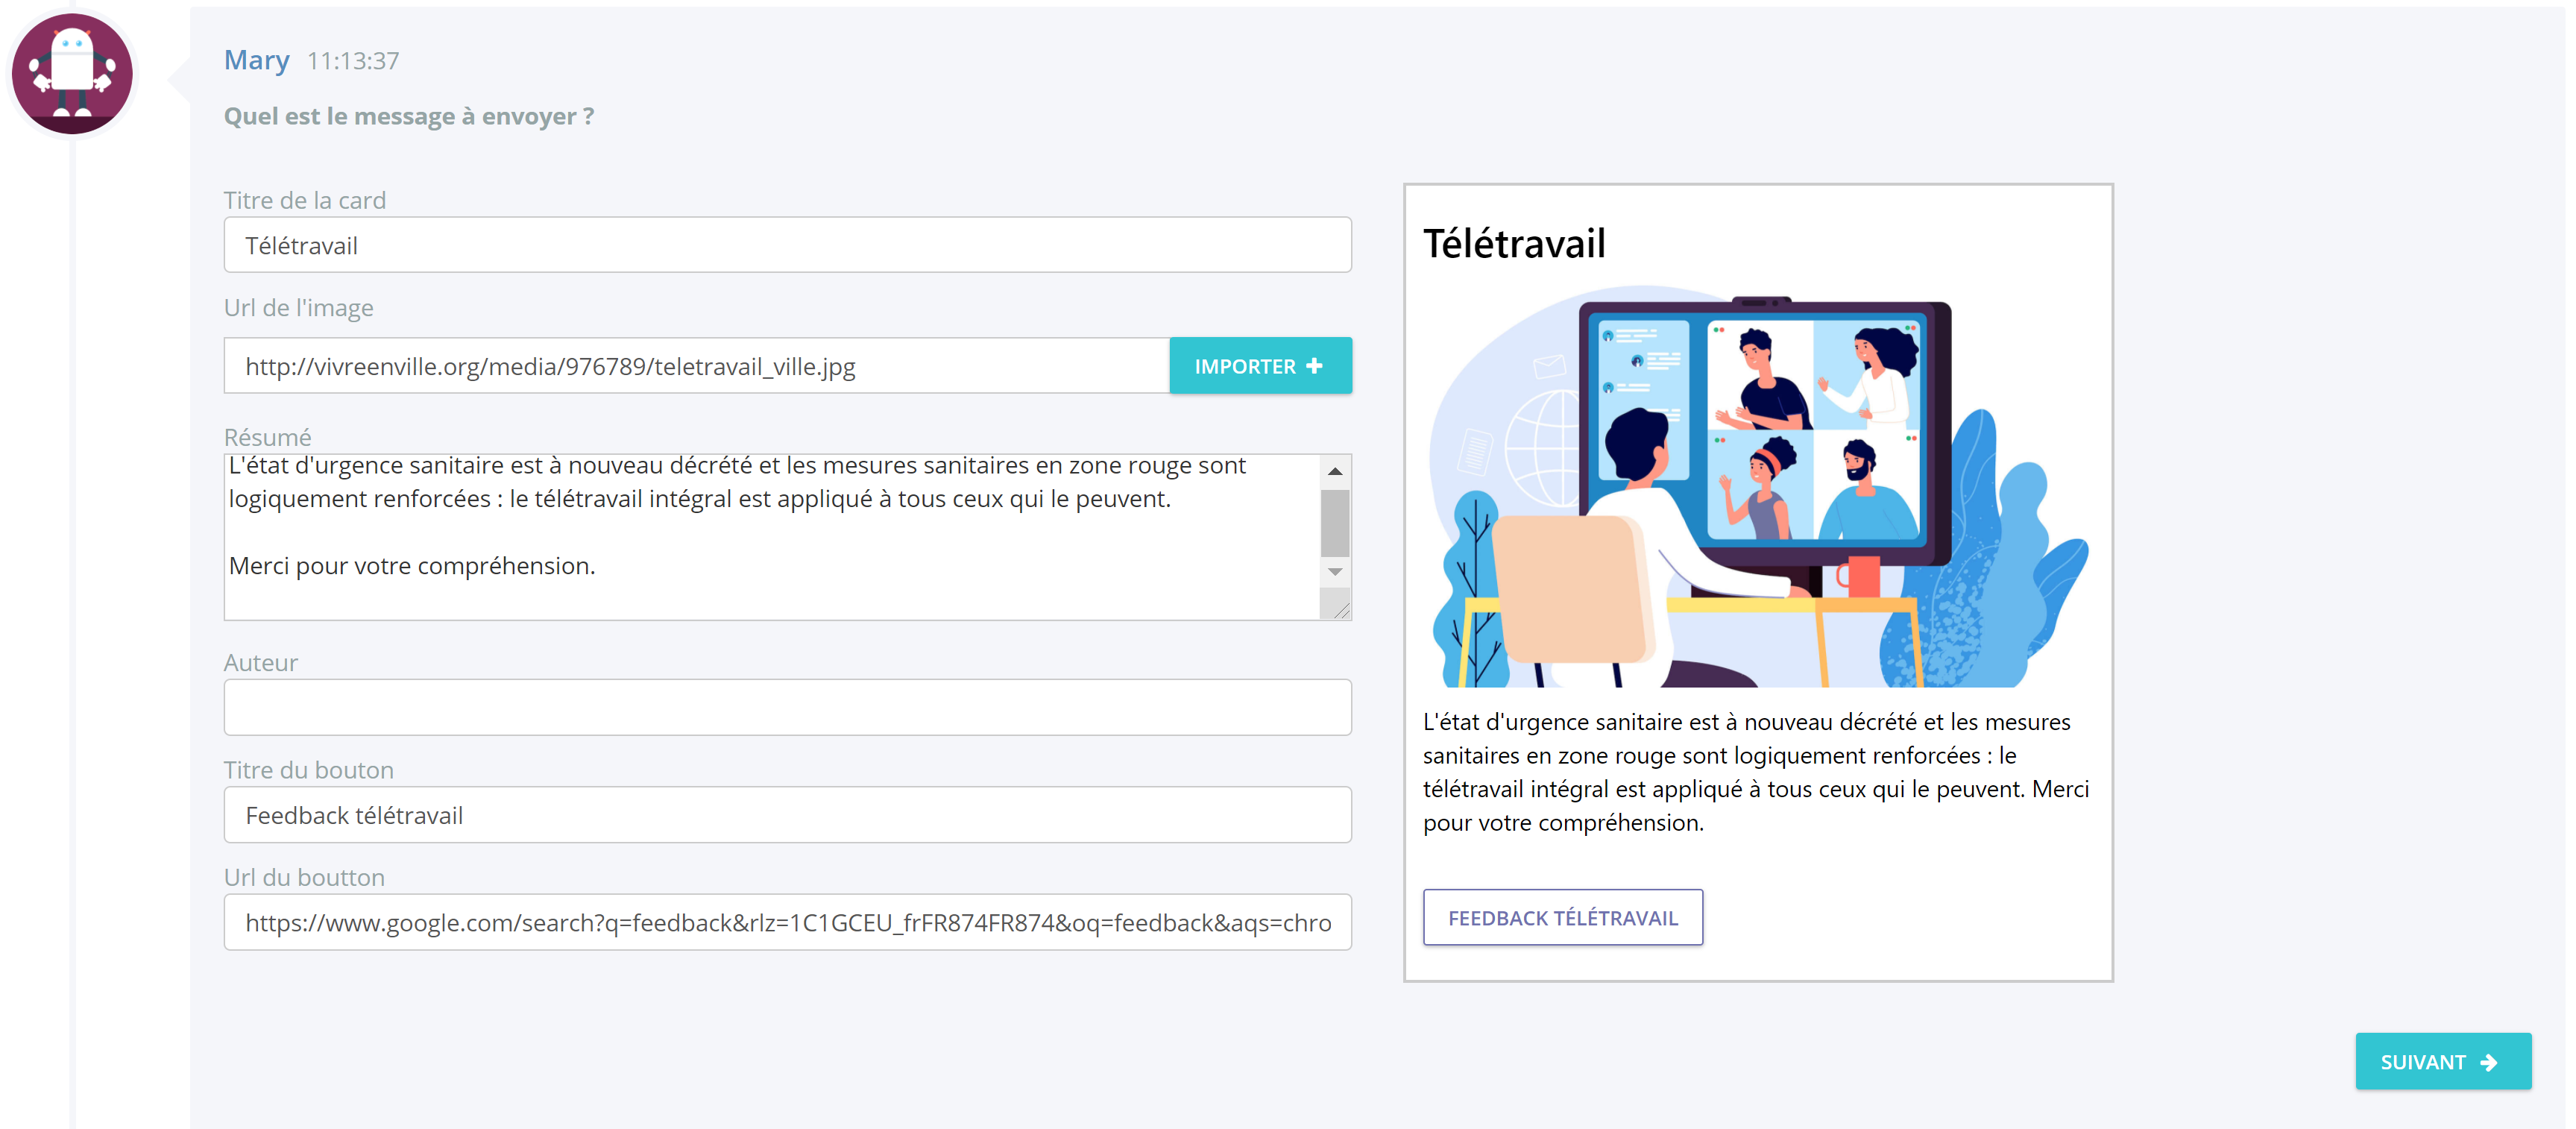 Mary 11:13:37
Quel est le message à envoyer ?
Titre de la card
Télétravail
Url de l'image
http://vivreenville.org/media/976789/teletravail_ville.jpg
IMPORTER
Résumé
L'état d'urgence sanitaire est à nouveau décrété et les mesures sanitaires en zone rouge sont
logiquement renforcées : le télétravail intégral est appliqué à tous ceux qui le peuvent.
Merci pour votre compréhension.
Auteur
Titre du bouton
Feedback télétravail
Url du boutton
https://www.google.com/search?q=feedback&rlz=1C1GCEU_frFR874FR874&oq=feedback&aqs=chro
Télétravail
L'état d'urgence sanitaire est à nouveau décrété et les mesures
sanitaires en zone rouge sont logiquement renforcées : le
télétravail intégral est appliqué à tous ceux qui le peuvent. Merci
pour votre compréhension.
FEEDBACK TÉLÉTRAVAIL
SUIVANT